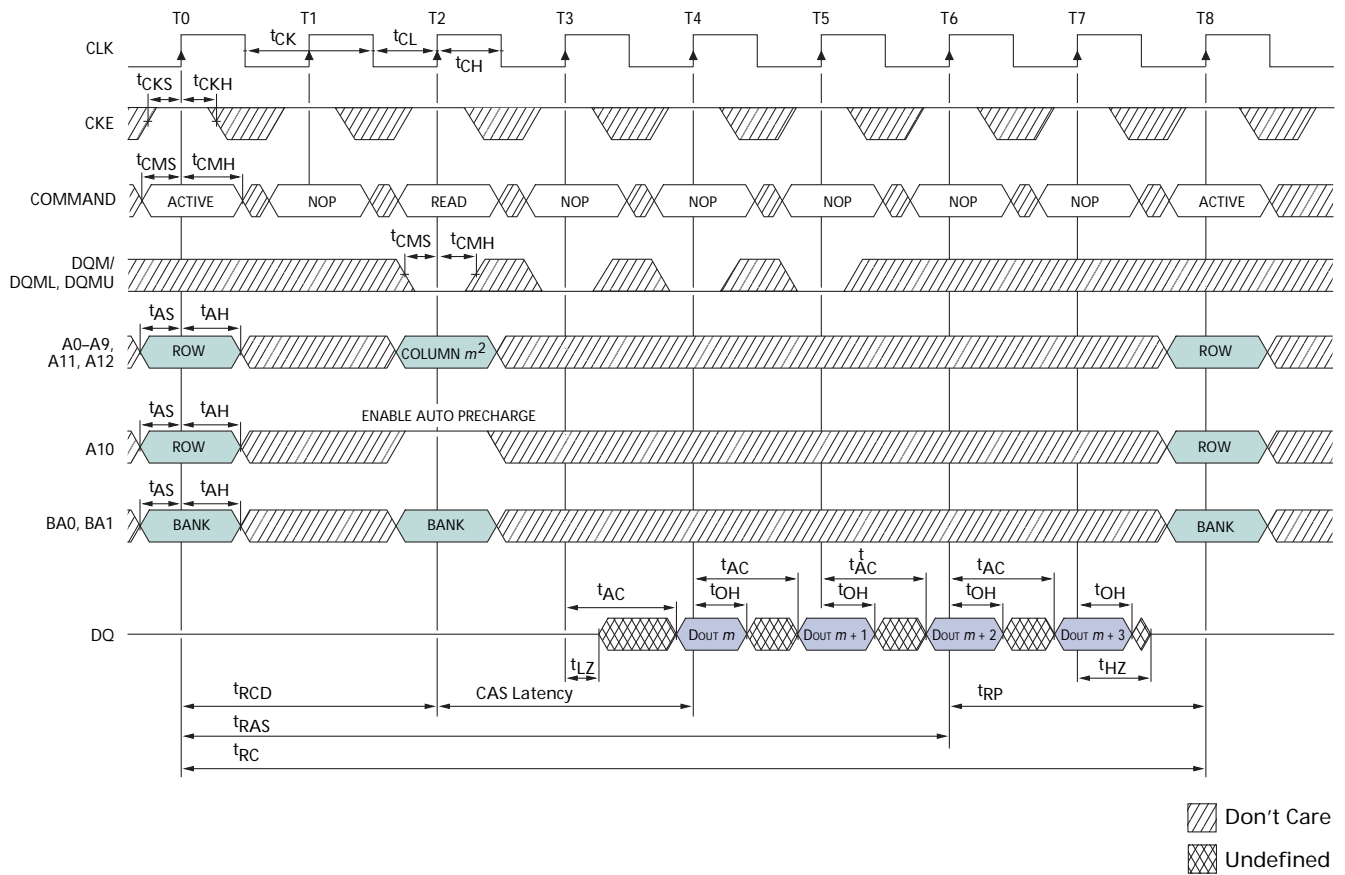 T0 T1 T2 T3 T4 T5 T6 T7 T8
CLK
tCK tCL tCH
tCKS tCKH
CKE
tCMS tCMH
COMMAND ACTIVE NOP READ NOP NOP NOP NOP NOP ACTIVE
tCMS tCMH
DQM/
DQML, DQMU
tAS tAH
A0–A9,
A11, A12
ROW COLUMN m2 ROW
tAS tAH ENABLE AUTO PRECHARGE
A10 ROW ROW
tAS tAH
BA0, BA1 BANK BANK BANK
t
tAC tAC tAC
tAC tOH tOH tOH tOH
DQ DOUT m DOUT m + 1 DOUT m + 2 DOUT m + 3
tLZ tHZ
tRCD CAS Latency tRP
tRAS
tRC
Don't Care
Undefined